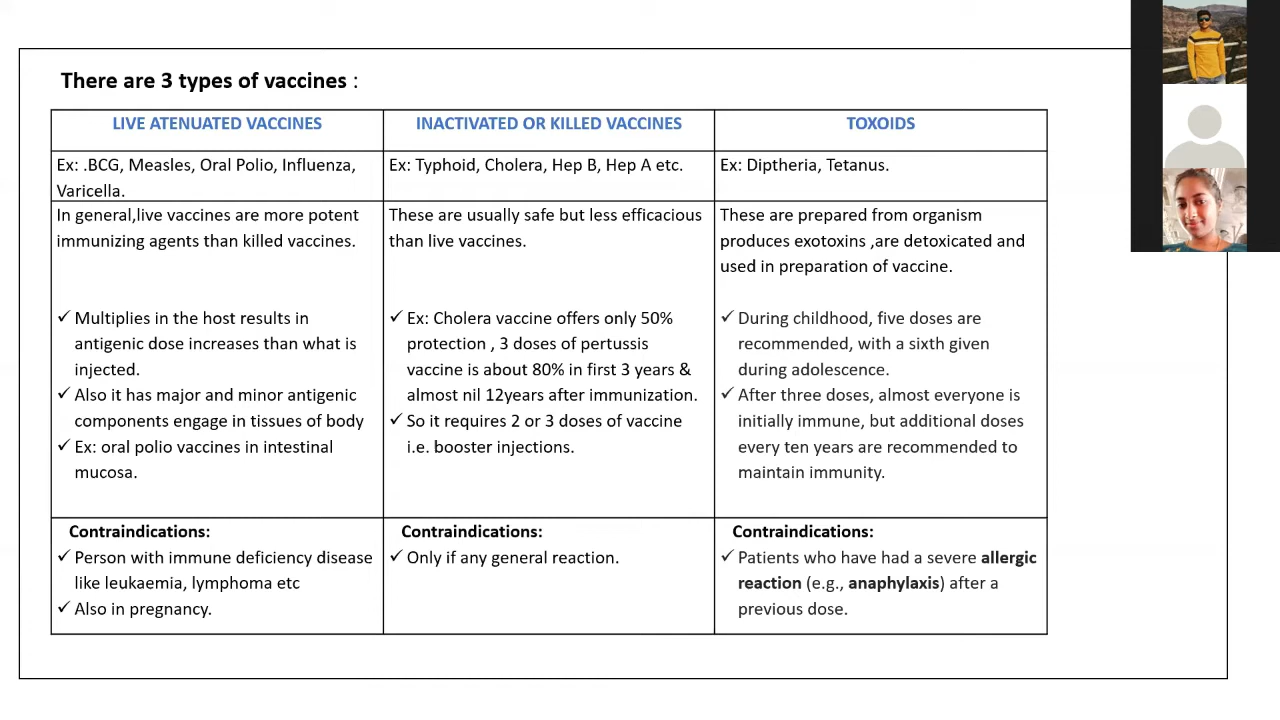 There are 3 types of vaccines :
LIVE ATENUATED VACCINES
INACTIVATED OR KILLED VACCINES
TOXOIDS
Ex: .BCG, Measles, Oral Polio, Influenza,
Varicella.
Ex: Typhoid, Cholera, Hep B, Hep A etc.
Ex: Diptheria, Tetanus.
In general,live vaccines are more potent
immunizing agents than killed vaccines.
✓ Multiplies in the host results in
antigenic dose increases than what is
injected.
✓ Also it has major and minor antigenic
components engage in tissues of body
✓ Ex: oral polio vaccines in intestinal
mucosa.
These are usually safe but less efficacious
than live vaccines.
✓ Ex: Cholera vaccine offers only 50%
protection , 3 doses of pertussis
vaccine is about 80% in first 3 years &
almost nil 12years after immunization.
✓ So it requires 2 or 3 doses of vaccine
i.e. booster injections.
These are prepared from organism
produces exotoxins ,are detoxicated and
used in preparation of vaccine.
✓ During childhood, five doses are
recommended, with a sixth given
during adolescence.
✓ After three doses, almost everyone is
initially immune, but additional doses
every ten years are recommended to
maintain immunity.
Contraindications:
✓ Person with immune deficiency disease
like leukaemia, lymphoma etc
✓ Also in pregnancy.
Contraindications:
✓ Only if any general reaction.
Contraindications:
✓ Patients who have had a severe allergic
reaction (e.g., anaphylaxis) after a
previous dose.